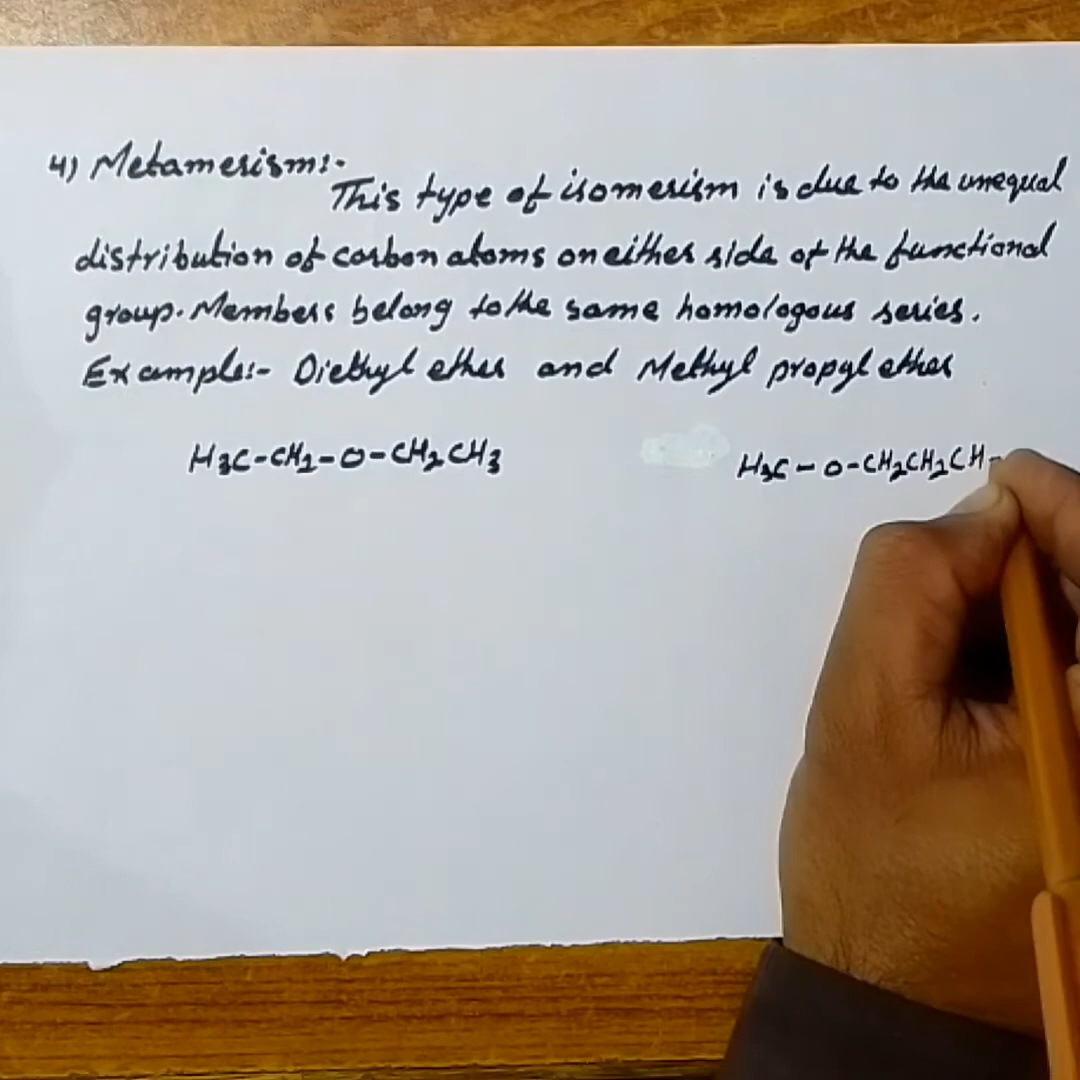 4) Metamerism:-
This type of isomerism is due to the unequal
distribution of carbon atoms on either side of the functional
group. Members belong to the same homologous series.
Example:- Diethyl ether and Methyl propyl ether
H₃C-CH₂-O-CH₂CH₃ H₃C-O-CH₂CH₂CH